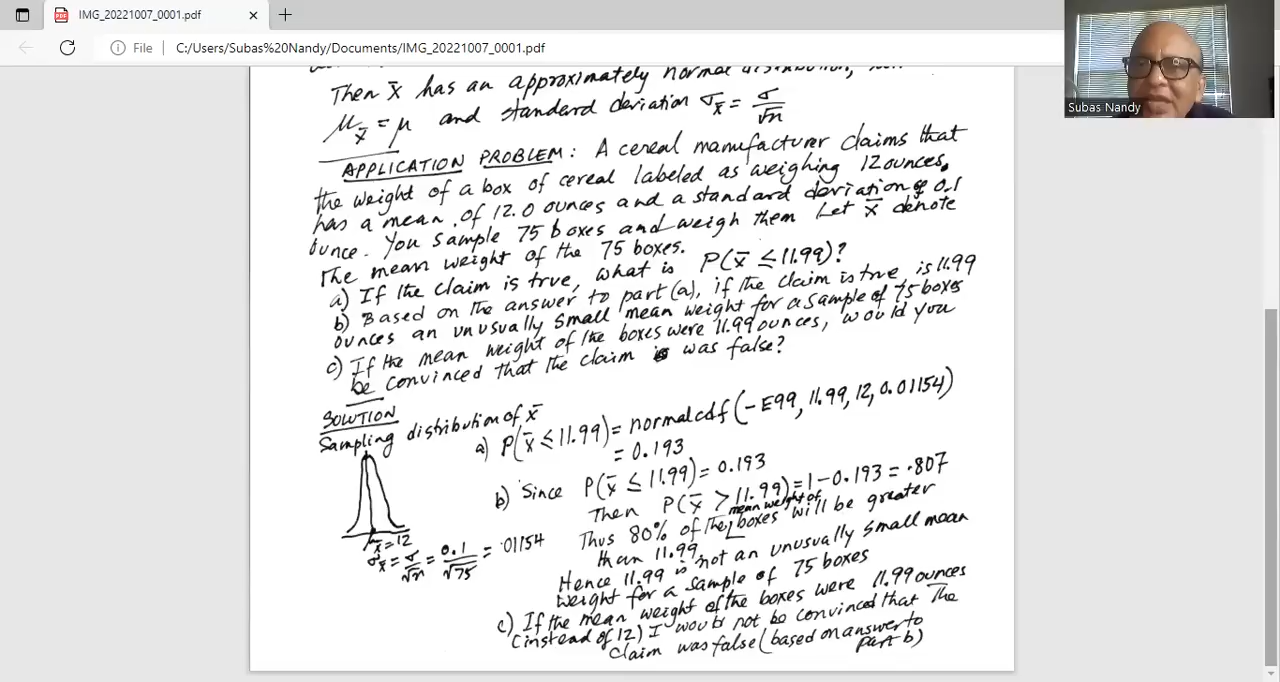 IMG_20221007_0001.pdf
File
C:/Users/Subas%20Nandy/Documents/IMG_20221007_0001.pdf
Subas Nandy
Then x̄ has an approximately normal distribution,
μx̄ = μ and standard deviation σx̄ = σ/√n
APPLICATION PROBLEM: A cereal manufacturer claims that
the weight of a box of cereal labeled as weighing 12 ounces.
has a mean of 12.0 ounces and a standard deviation of 0.1
ounce. You sample 75 boxes and weigh them Let x̄ denote
the mean weight of the 75 boxes.
a) If the claim is true, what is P(x̄ ≤ 11.99)?
b) Based on the answer to part (a), if the claim is true is 11.99
ounces an unusually small mean weight for a sample of 75 boxes
c) If the mean weight of the boxes were 11.99 ounces, would you
be convinced that the claim was false?
SOLUTION
Sampling distribution of x̄
μx̄ = 12
σx̄ = σ/√n = 0.1/√75 = .01154
a) P(x̄ ≤ 11.99) = normalcdf (-E99, 11.99, 12, 0.01154)
= 0.193
b) Since P(x̄ ≤ 11.99) = 0.193
Then P(x̄ > 11.99) = 1 - 0.193 = .807
Thus 80% of the mean weight of boxes will be greater
than 11.99.
Hence 11.99 is not an unusually small mean
weight for a sample of 75 boxes
c) If the mean weight of the boxes were 11.99 ounces
(instead of 12) I would not be convinced that the
claim was false (based on answer to
part b)